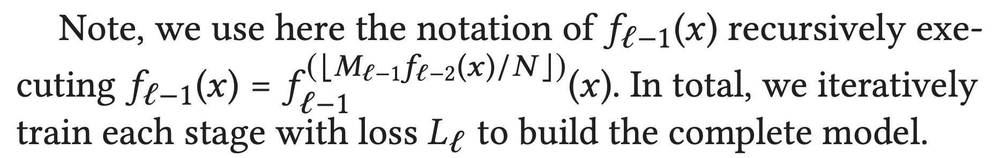 Note, we use here the notation of $f_{\ell-1}(x)$ recursively exe-
cuting $f_{\ell-1}(x) = f_{\ell-1}^{(\lfloor M_{\ell-1} f_{\ell-2}(x)/N \rfloor)}(x)$. In total, we iteratively
train each stage with loss $L_\ell$ to build the complete model.